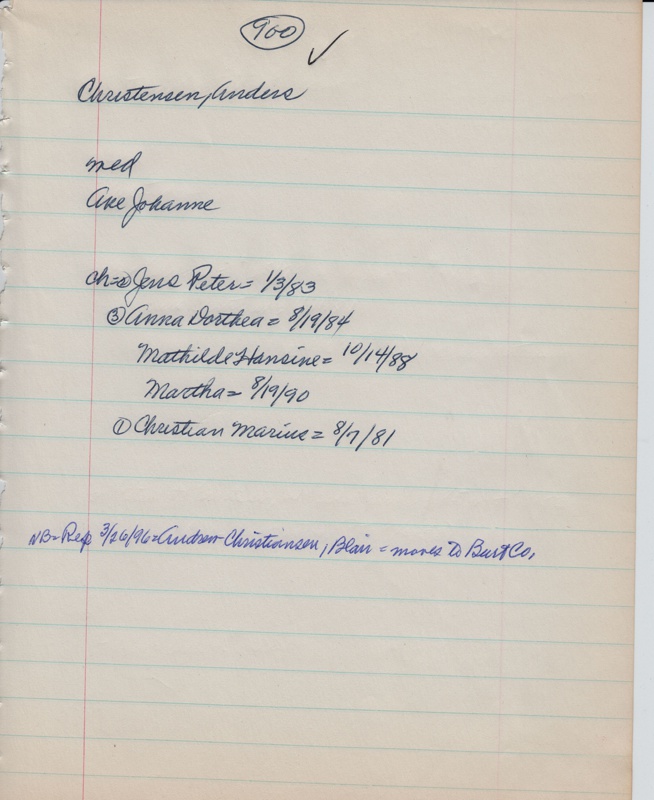 900 ✓
Christensen, Anders
med
Ane Johanne
ch= ② Jens Peter = 1/3/83
③ Anna Dorthea = 8/19/84
Mathilde Hansine = 10/14/88
Martha = 8/19/90
① Christian Marius = 8/7/81
NB= Rep 3/26/96 = Andrew Christiansen, Blair = moves to Burt Co,